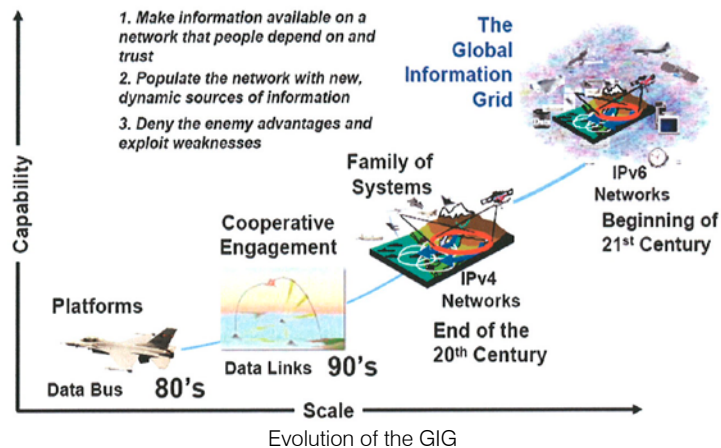 1. Make information available on a
network that people depend on and
trust
2. Populate the network with new,
dynamic sources of information
3. Deny the enemy advantages and
exploit weaknesses
The
Global
Information
Grid
IPv6
Networks
Beginning of
21st Century
Family of
Systems
IPv4
Networks
End of the
20th Century
Cooperative
Engagement
Data Links 90's
Platforms
Data Bus 80's
Capability
Scale
Evolution of the GIG